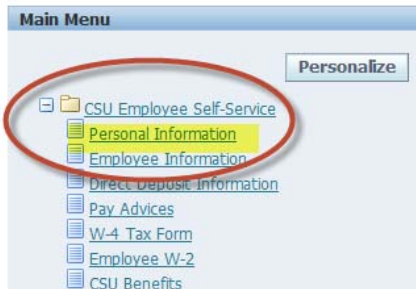 Main Menu
Personalize
CSU Employee Self-Service
Personal Information
Employee Information
Direct Deposit Information
Pay Advices
W-4 Tax Form
Employee W-2
CSU Benefits